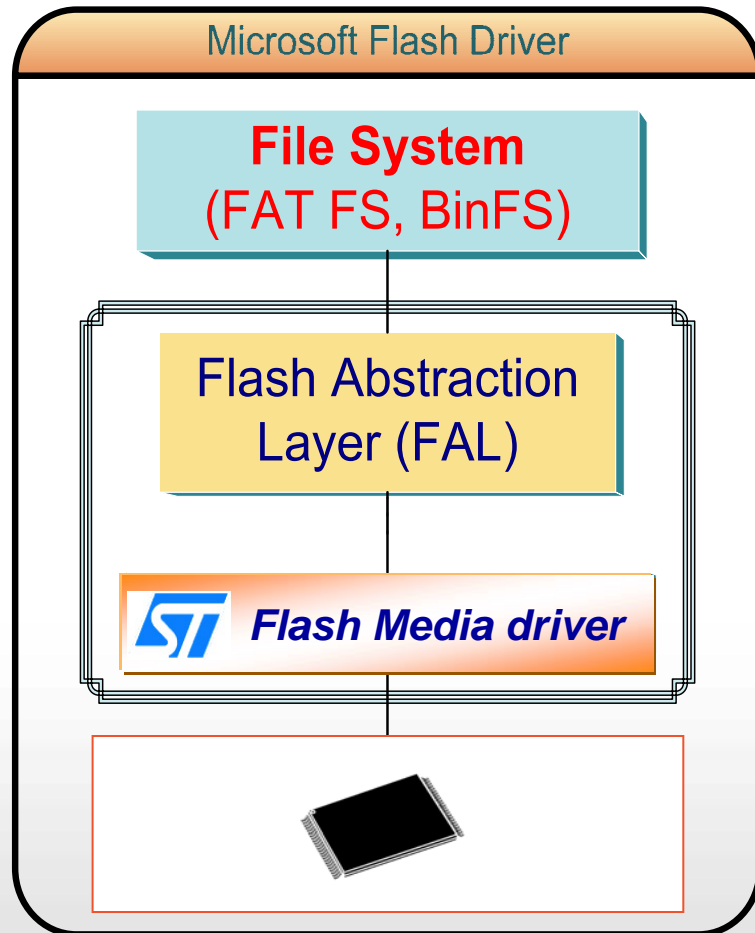 Microsoft Flash Driver
File System
(FAT FS, BinFS)
Flash Abstraction
Layer (FAL)
ST Flash Media driver